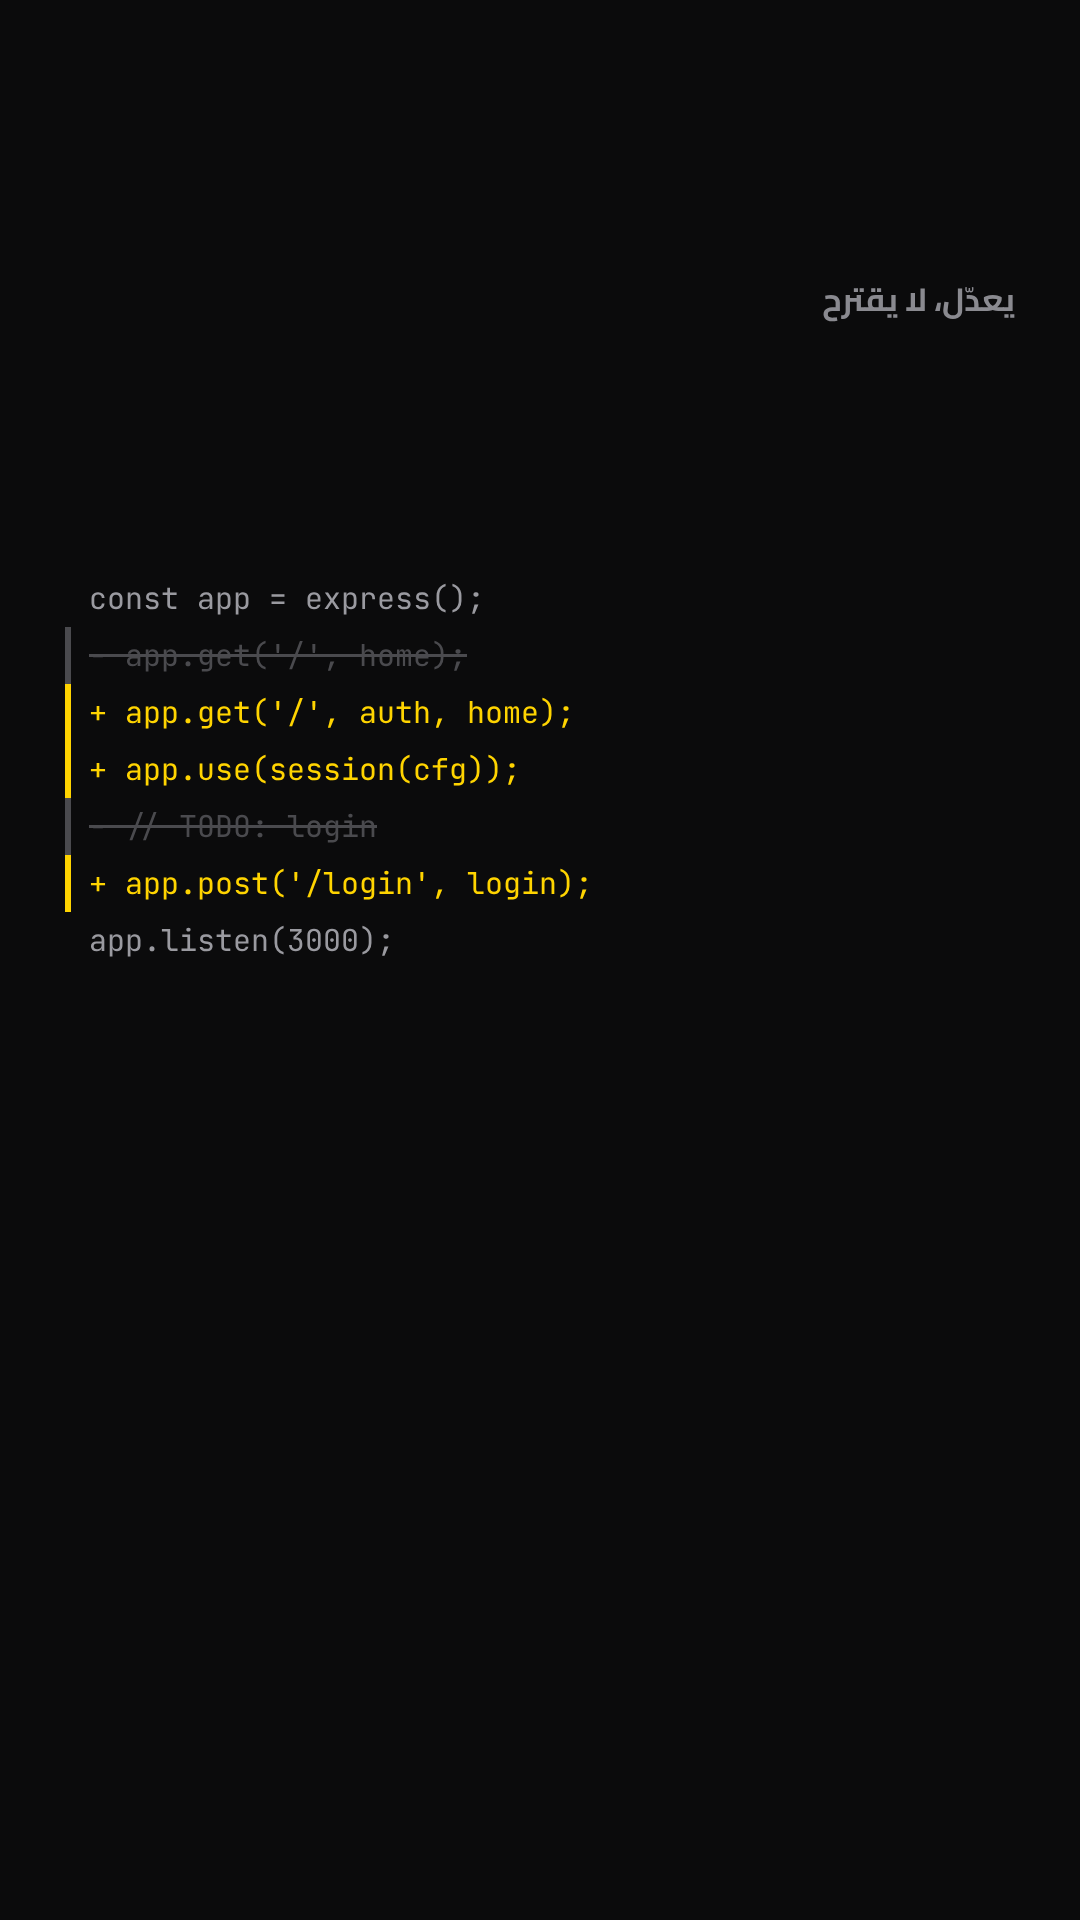 يعدّل، لا يقترح
const app = express();
- app.get('/', home);
+ app.get('/', auth, home);
+ app.use(session(cfg));
- // TODO: login
+ app.post('/login', login);
app.listen(3000);